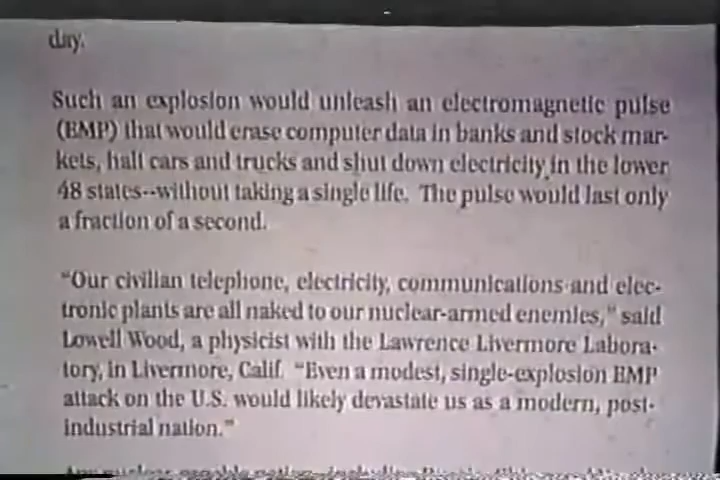 day.
Such an explosion would unleash an electromagnetic pulse
(EMP) that would erase computer data in banks and stock mar-
kets, halt cars and trucks and shut down electricity in the lower
48 states--without taking a single life. The pulse would last only
a fraction of a second.
"Our civilian telephone, electricity, communications and elec-
tronic plants are all naked to our nuclear-armed enemies," said
Lowell Wood, a physicist with the Lawrence Livermore Labora-
tory, in Livermore, Calif. "Even a modest, single-explosion EMP
attack on the U.S. would likely devastate us as a modern, post-
industrial nation."